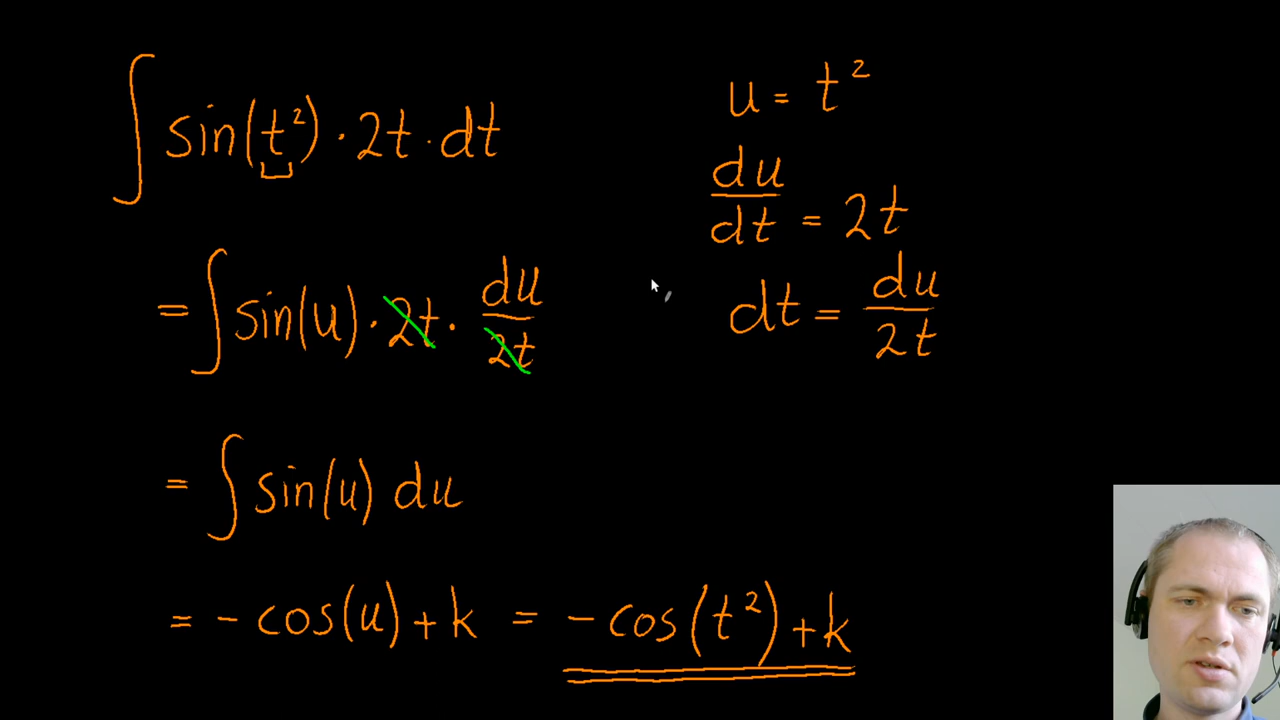 ∫ sin(t²) · 2t · dt
= ∫ sin(u) · 2t · du/2t
= ∫ sin(u) du
= - cos(u) + k = - cos(t²) + k
u = t²
du/dt = 2t
dt = du/2t